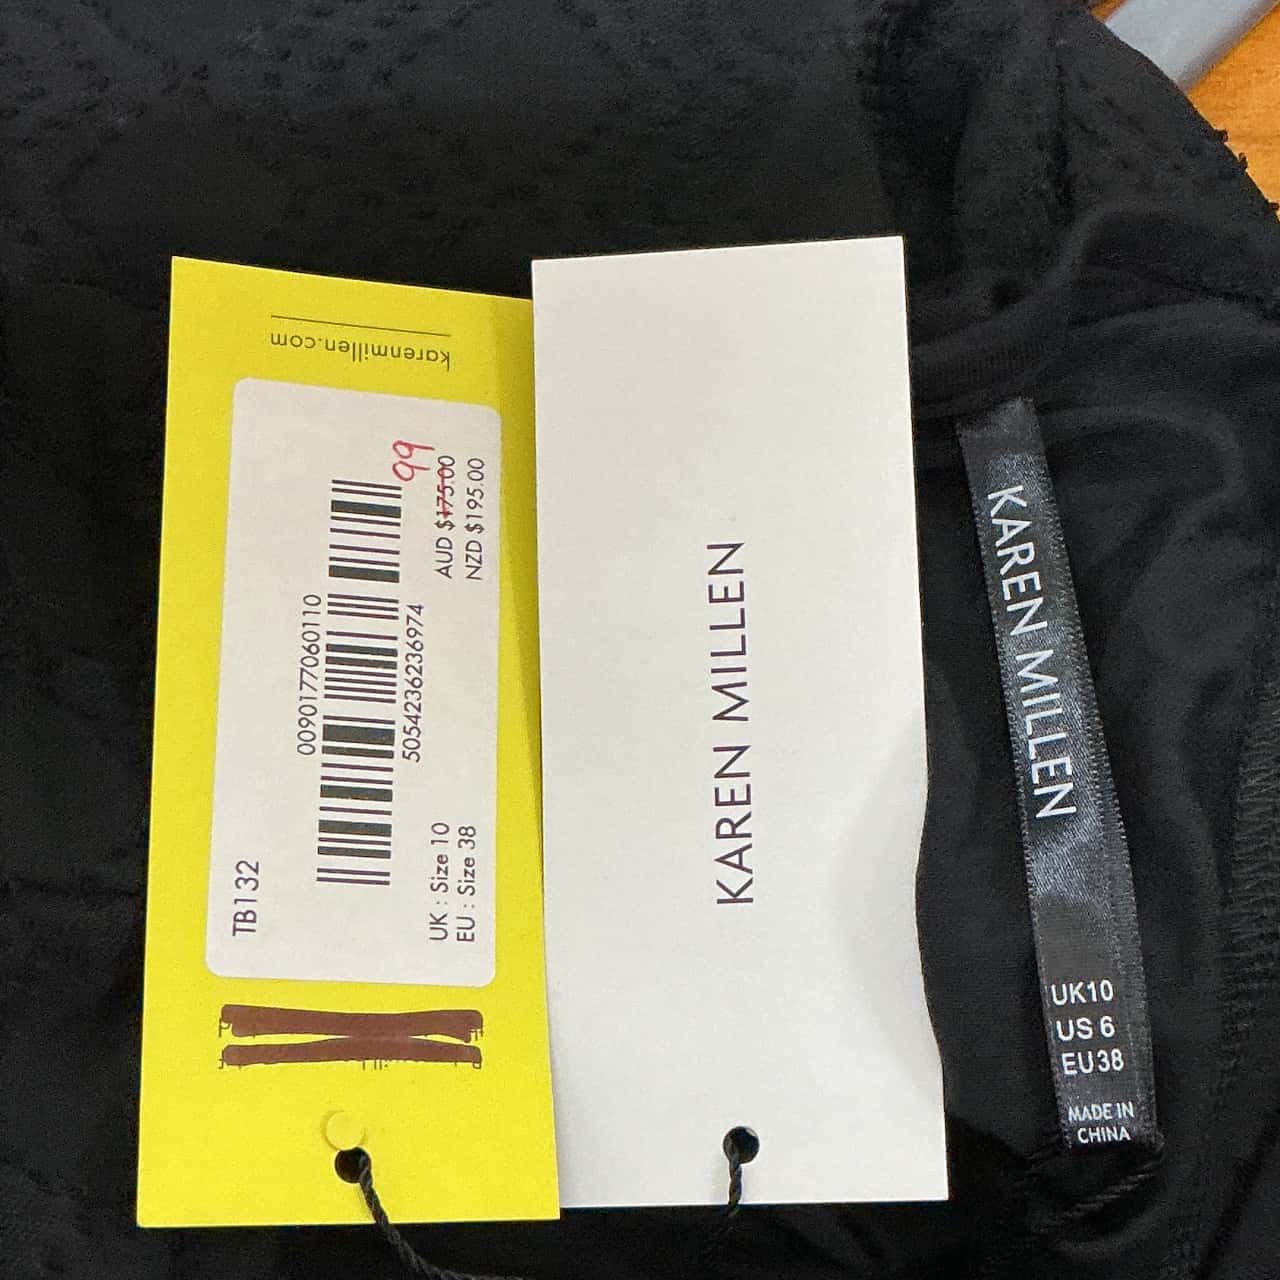 karenmillen.com
TB132
0090177060110
5054236236974
UK : Size 10
EU : Size 38
99
AUD $175.00
NZD $195.00
KAREN MILLEN
KAREN MILLEN
UK10
US 6
EU38
MADE IN
CHINA